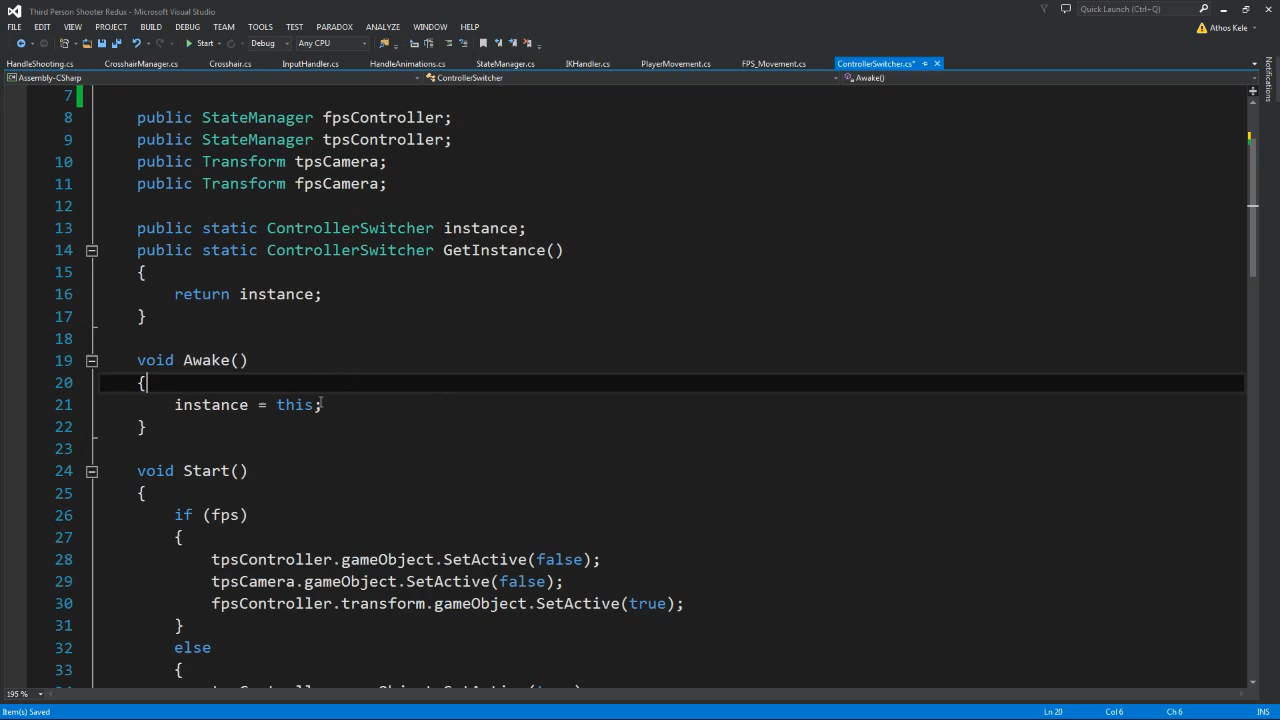 Third Person Shooter Redux - Microsoft Visual Studio
Quick Launch (Ctrl+Q)
FILE EDIT VIEW PROJECT BUILD DEBUG TEAM TOOLS TEST PARADIGM ANALYZE WINDOW HELP
Athos Kele
Start Debug Any CPU
HandleShooting.cs CrosshairManager.cs Crosshair.cs InputHandler.cs HandleAnimations.cs StateManager.cs IKHandler.cs PlayerMovement.cs FPS_Movement.cs ControllerSwitcher.cs*
Assembly-CSharp ControllerSwitcher Awake()
Notifications
7
8 public StateManager fpsController;
9 public StateManager tpsController;
10 public Transform tpsCamera;
11 public Transform fpsCamera;
12
13 public static ControllerSwitcher instance;
14 public static ControllerSwitcher GetInstance()
15 {
16 return instance;
17 }
18
19 void Awake()
20 {
21 instance = this;
22 }
23
24 void Start()
25 {
26 if (fps)
27 {
28 tpsController.gameObject.SetActive(false);
29 tpsCamera.gameObject.SetActive(false);
30 fpsController.transform.gameObject.SetActive(true);
31 }
32 else
33 {
195 %
Item(s) Saved Ln 20 Col 6 Ch 6 INS